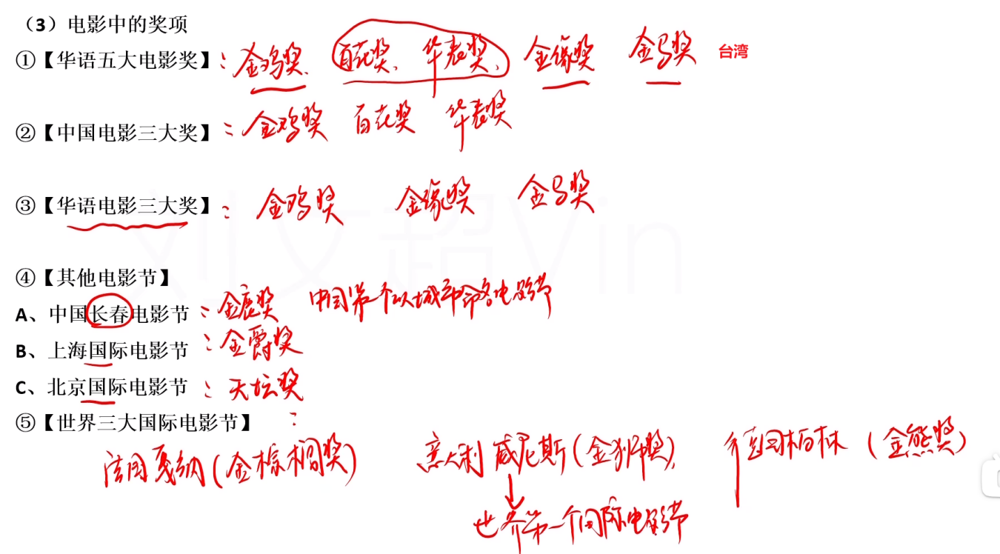 （3）电影中的奖项
①【华语五大电影奖】：金鸡奖、百花奖、华表奖、金像奖 金马奖 台湾
②【中国电影三大奖】：金鸡奖 百花奖 华表奖
③【华语电影三大奖】：金鸡奖 金像奖 金马奖
④【其他电影节】
A、中国长春电影节：金鹿奖 中国第一个以城市命名电影节
B、上海国际电影节：金爵奖
C、北京国际电影节：天坛奖
⑤【世界三大国际电影节】：
法国戛纳（金棕榈奖） 意大利威尼斯（金狮奖）、 德国柏林（金熊奖）
↓
世界第一个国际电影节
刘文超Vin